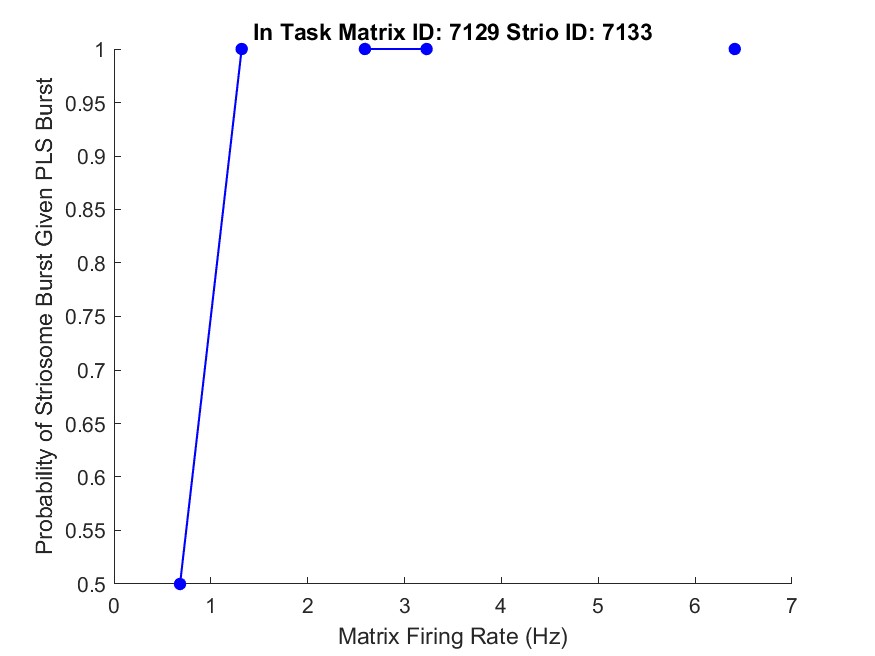 In Task Matrix ID: 7129 Strio ID: 7133
Probability of Striosome Burst Given PLS Burst
1
0.95
0.9
0.85
0.8
0.75
0.7
0.65
0.6
0.55
0.5
0 1 2 3 4 5 6 7
Matrix Firing Rate (Hz)